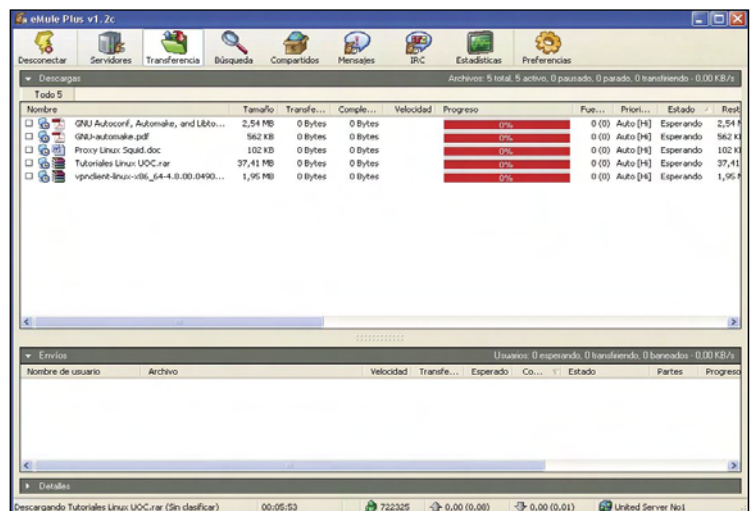 eMule Plus v1.2c
Desconectar Servidores Transferencia Búsqueda Compartidos Mensajes IRC Estadísticas Preferencias
Descargas Archivos: 5 total, 5 activo, 0 pausado, 0 parado, 0 transfiriendo - 0,00 KB/s
Todo 5
Nombre Tamaño Transfe... Comple... Velocidad Progreso Fue... Priori... Estado Rest
GNU Autoconf, Automake, and Libto... 2,54 MB 0 Bytes 0 Bytes 0% 0 (0) Auto [Hi] Esperando 2,54 M
GNU-automake.pdf 562 KB 0 Bytes 0 Bytes 0% 0 (0) Auto [Hi] Esperando 562 KB
Proxy Linux Squid.doc 102 KB 0 Bytes 0 Bytes 0% 0 (0) Auto [Hi] Esperando 102 KB
Tutoriales Linux UOC.rar 37,41 MB 0 Bytes 0 Bytes 0% 0 (0) Auto [Hi] Esperando 37,41
vpnclient-linux-x86_64-4.8.00.0490... 1,95 MB 0 Bytes 0 Bytes 0% 0 (0) Auto [Hi] Esperando 1,95 M
Envíos Usuarios: 0 esperando, 0 transfiriendo, 0 baneados - 0,00 KB/s
Nombre de usuario Archivo Velocidad Transfe... Esperado Co... Estado Partes Progreso
Detalles
Descargando Tutoriales Linux UOC.rar (Sin clasificar) 00:05:53 722325 0,00 (0,00) 0,00 (0,01) United Server No1